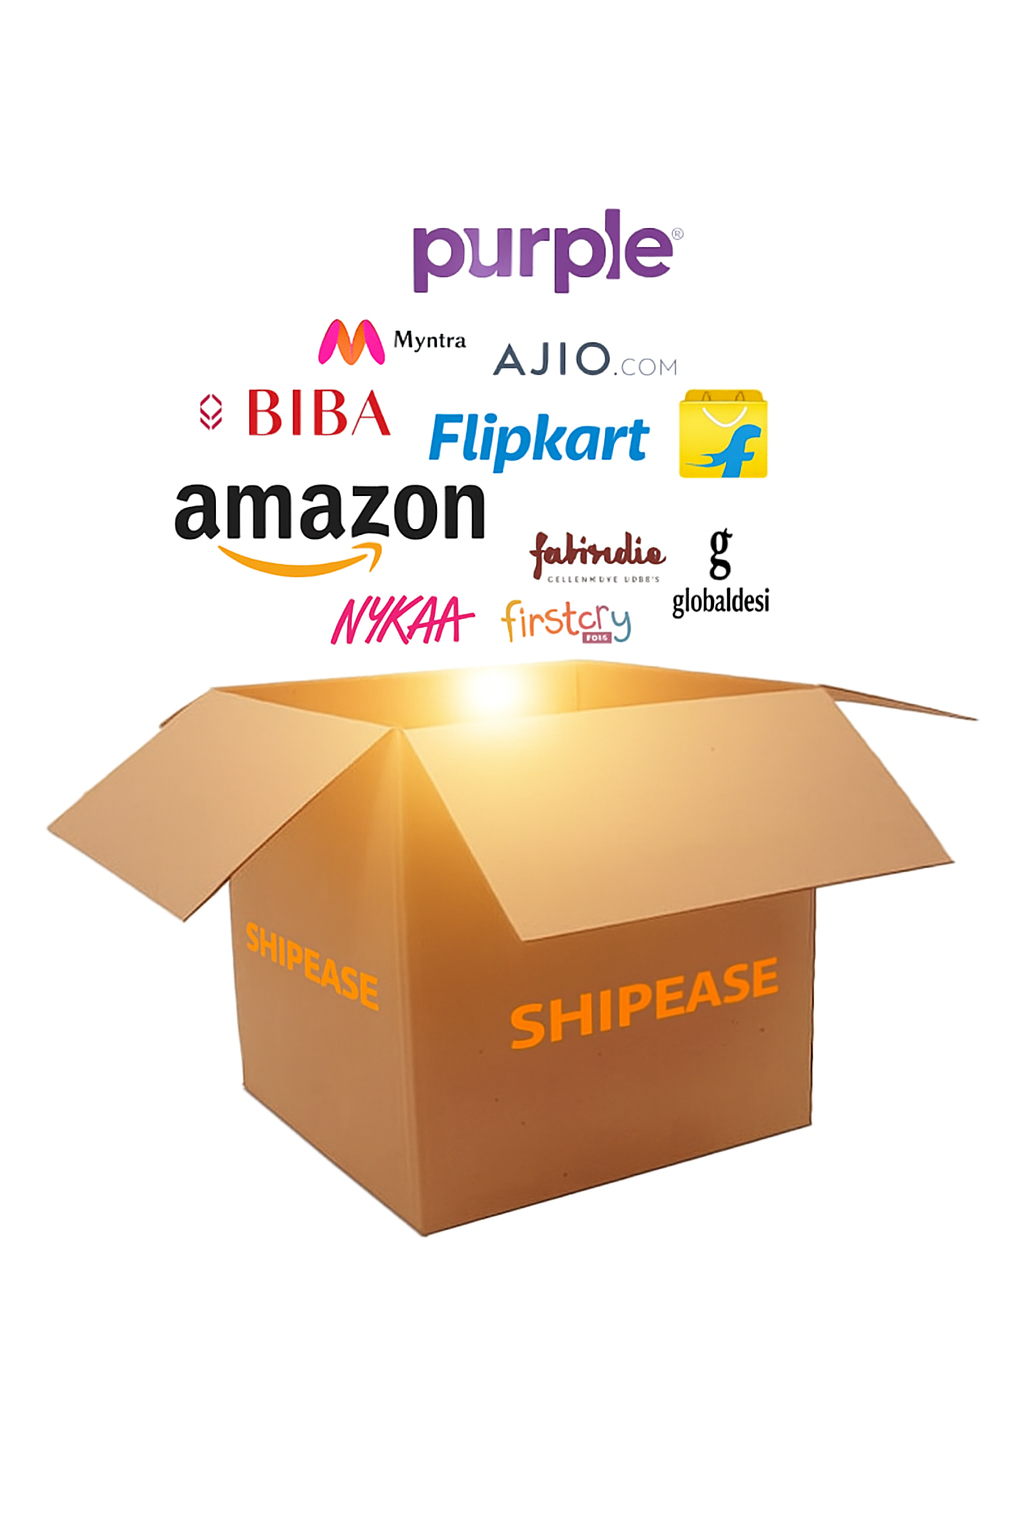 purple®
Myntra
AJIO.COM
BIBA
Flipkart
amazon
fabindia
g
globaldesi
NYKAA
firstcry
SHIPEASE
SHIPEASE